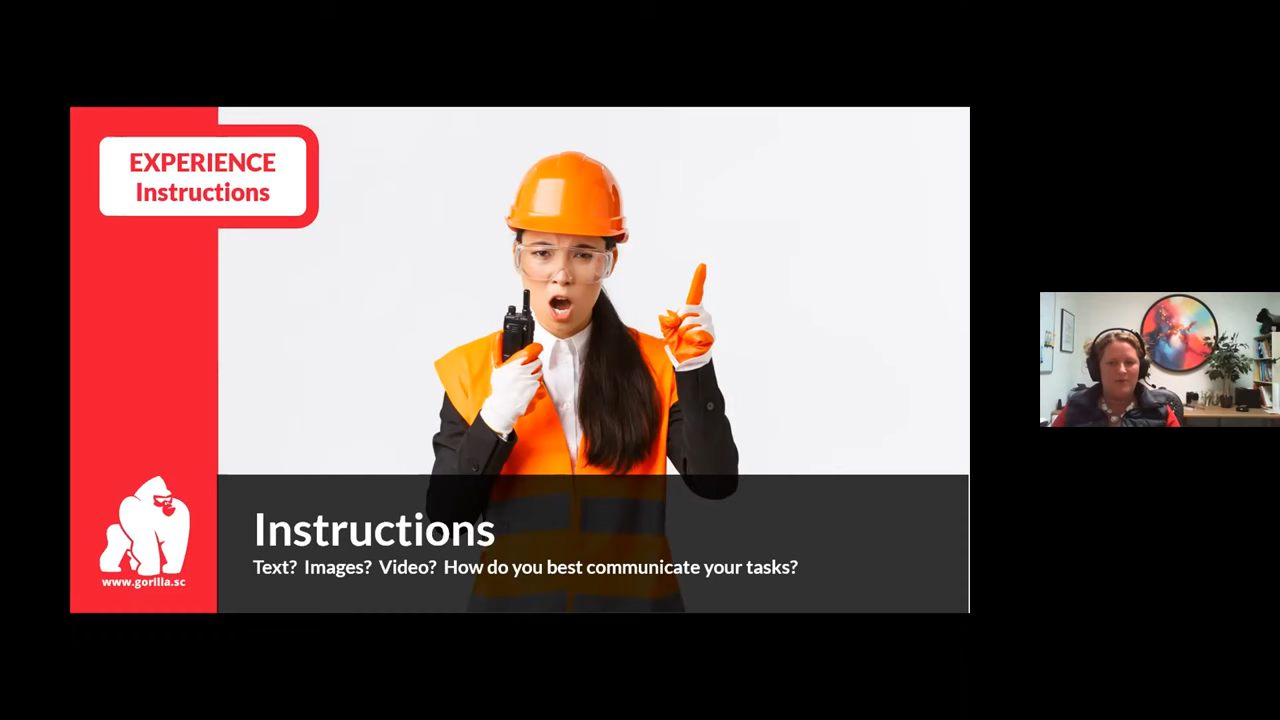 EXPERIENCE
Instructions
Instructions
Text? Images? Video? How do you best communicate your tasks?
www.gorilla.sc